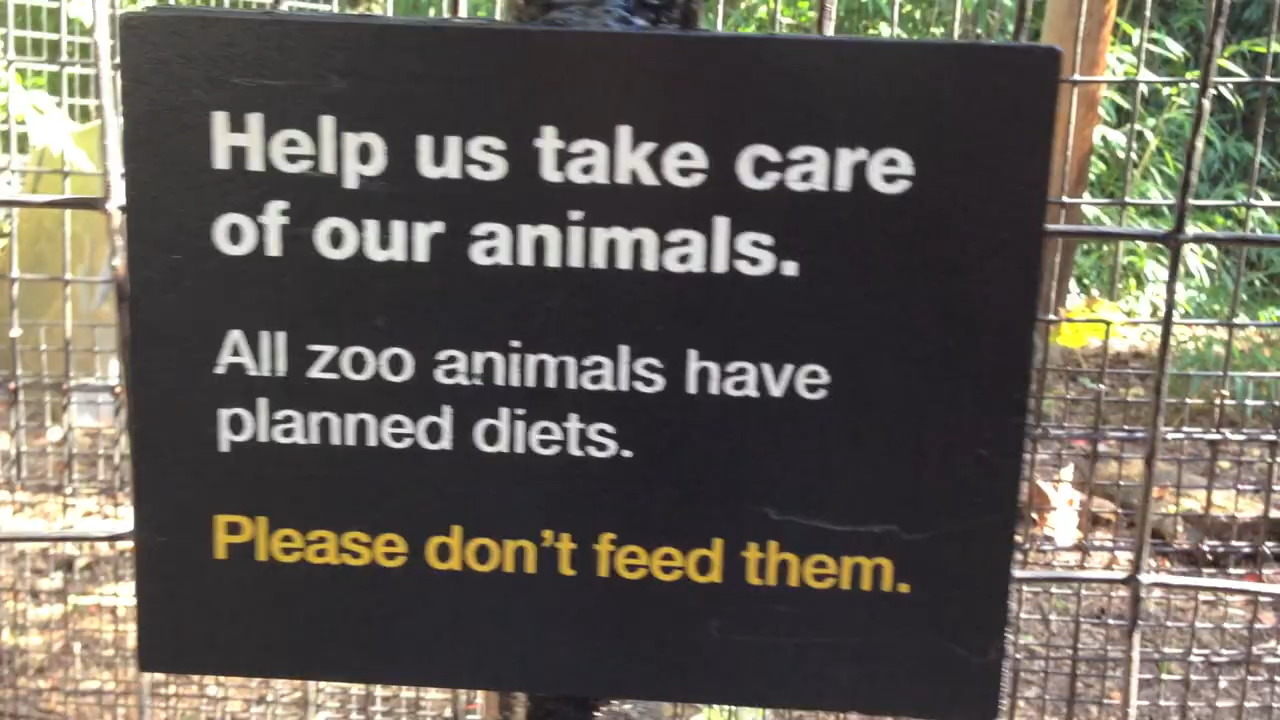 Help us take care
of our animals.
All zoo animals have
planned diets.
Please don’t feed them.